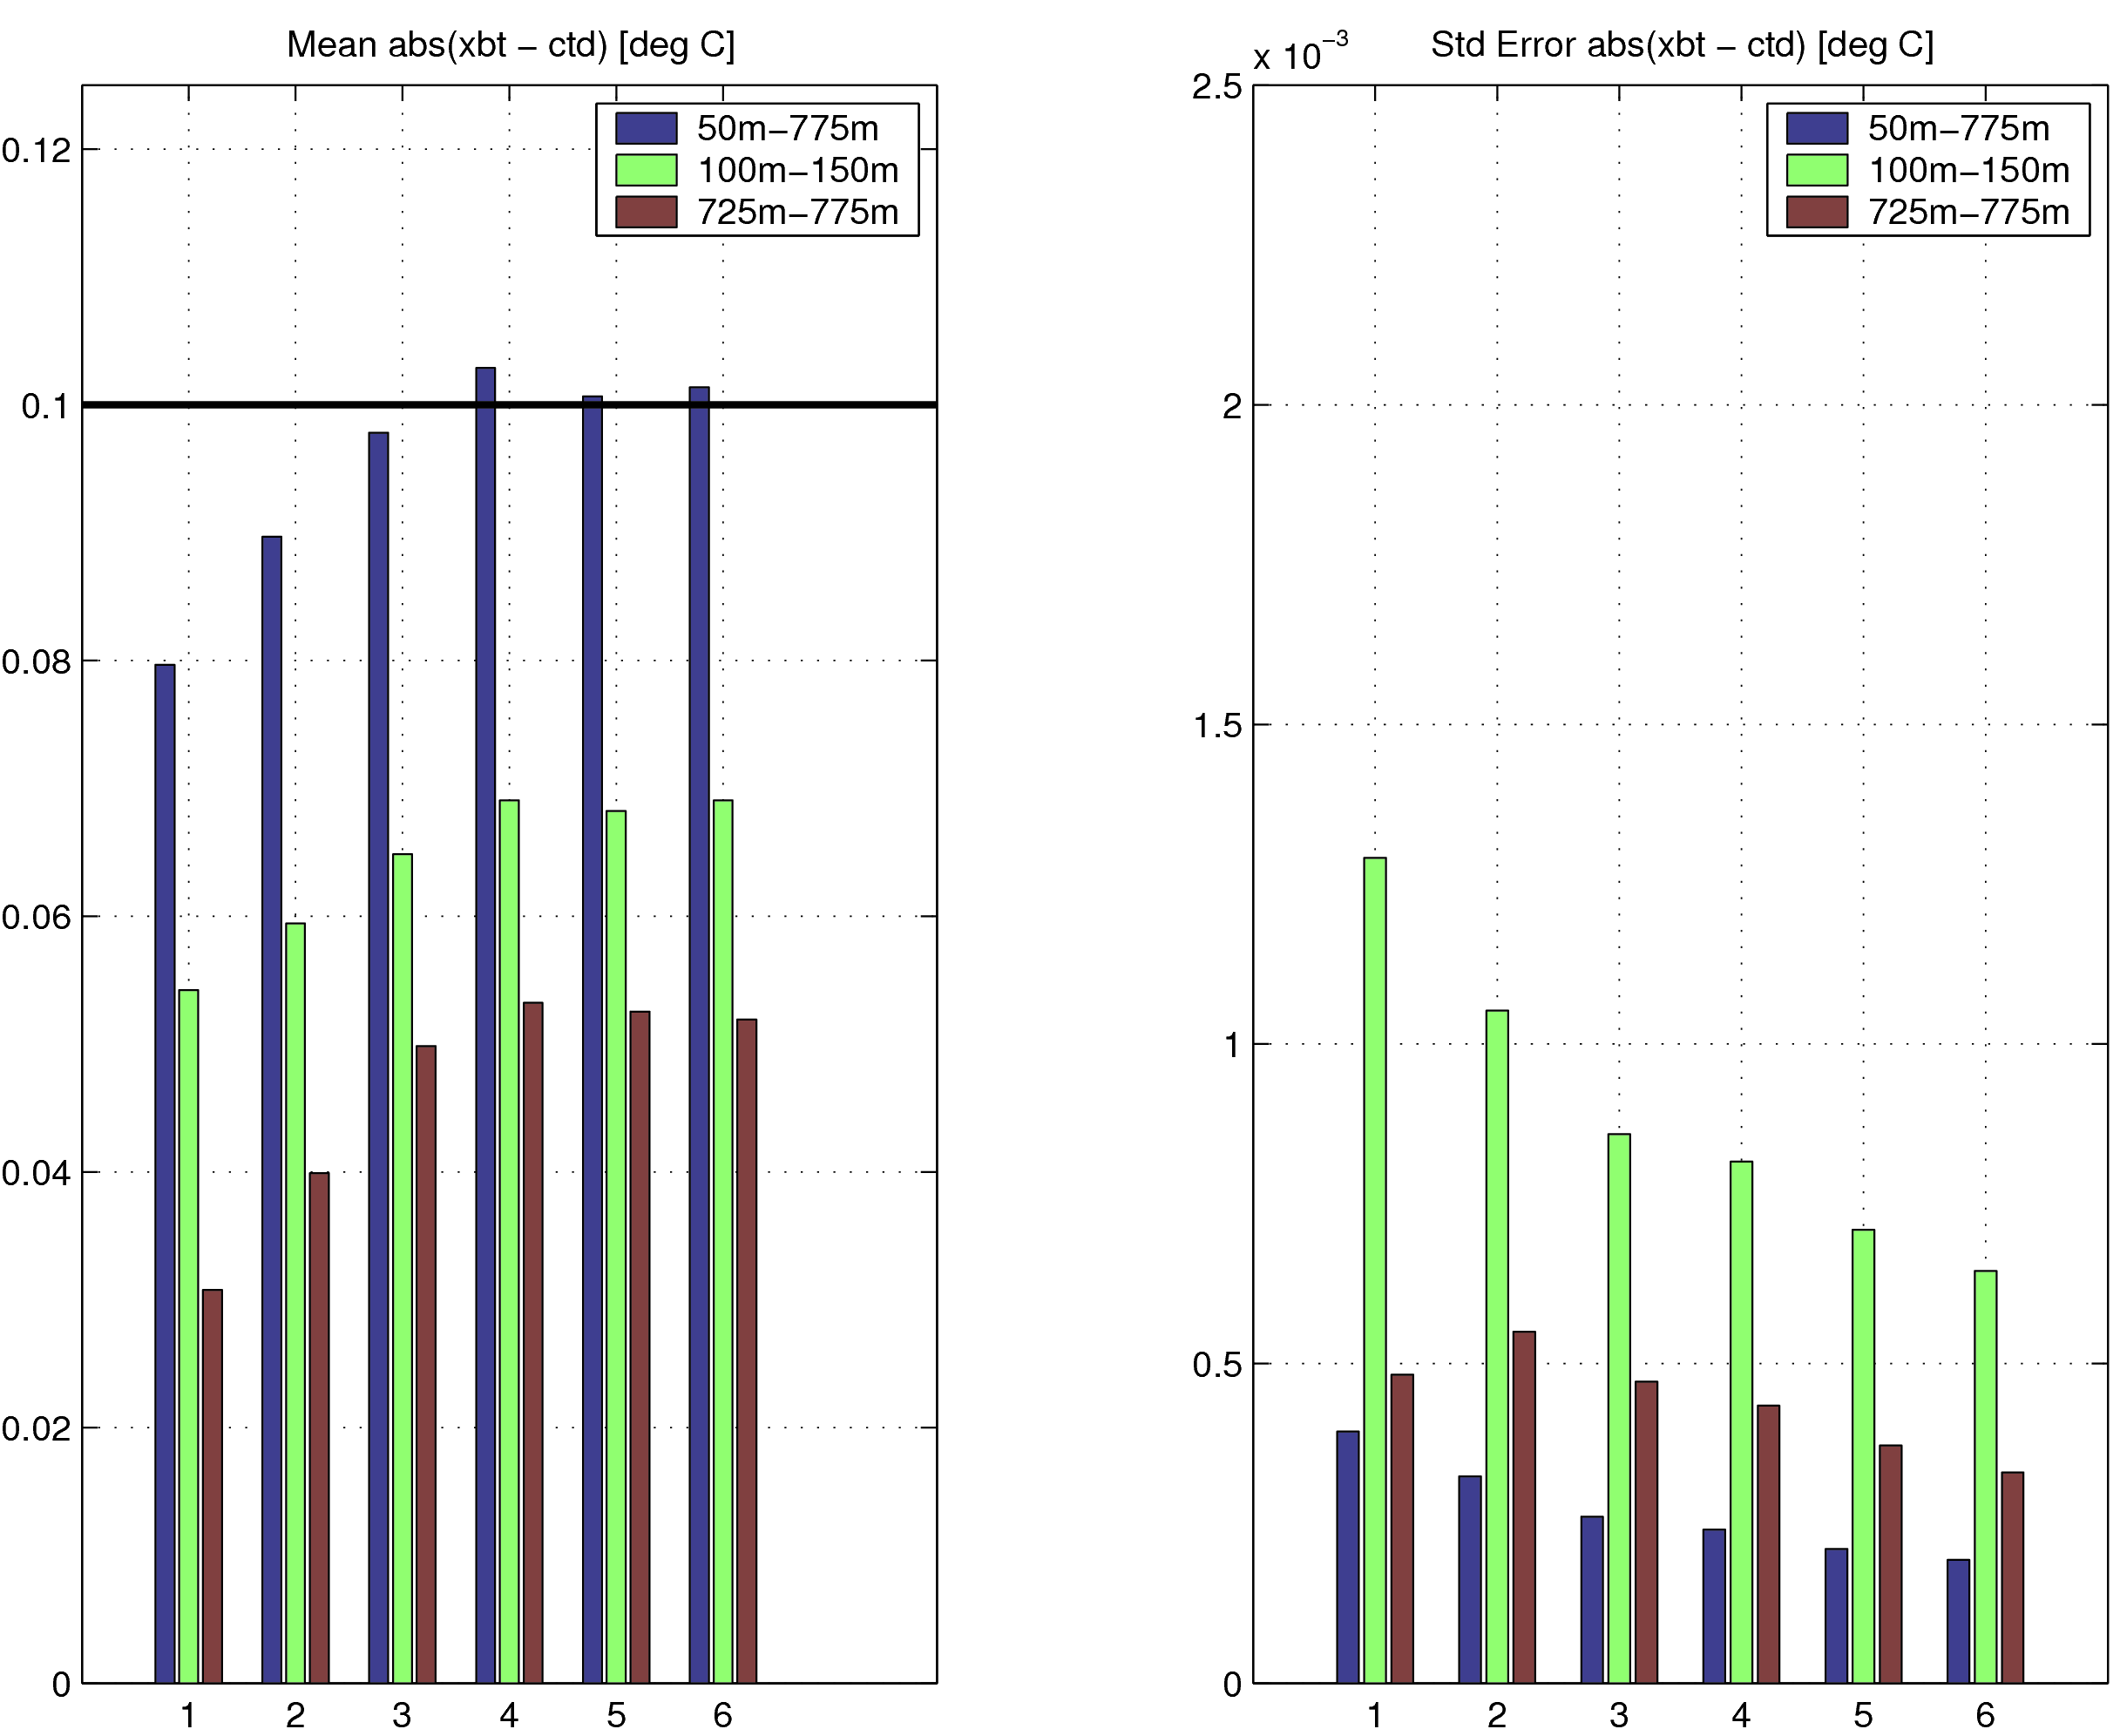 Mean abs(xbt − ctd) [deg C]
0.12
0.1
0.08
0.06
0.04
0.02
0
1 2 3 4 5 6
50m−775m
100m−150m
725m−775m
x 10−3
Std Error abs(xbt − ctd) [deg C]
2.5
2
1.5
1
0.5
0
1 2 3 4 5 6
50m−775m
100m−150m
725m−775m